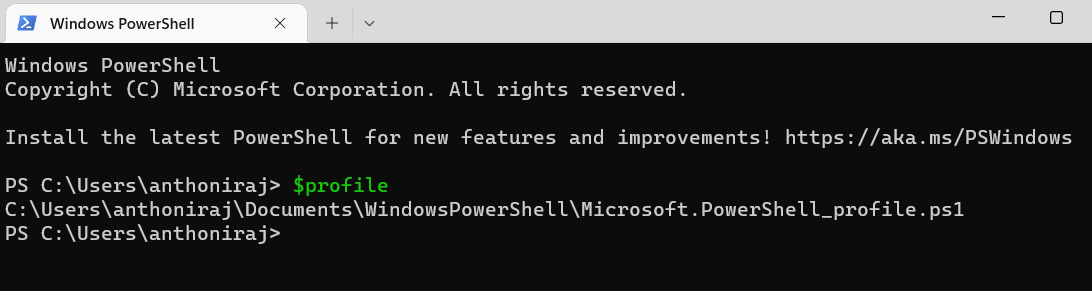 Windows PowerShell
Windows PowerShell
Copyright (C) Microsoft Corporation. All rights reserved.
Install the latest PowerShell for new features and improvements! https://aka.ms/PSWindows
PS C:\Users\anthoniraj> $profile
C:\Users\anthoniraj\Documents\WindowsPowerShell\Microsoft.PowerShell_profile.ps1
PS C:\Users\anthoniraj>